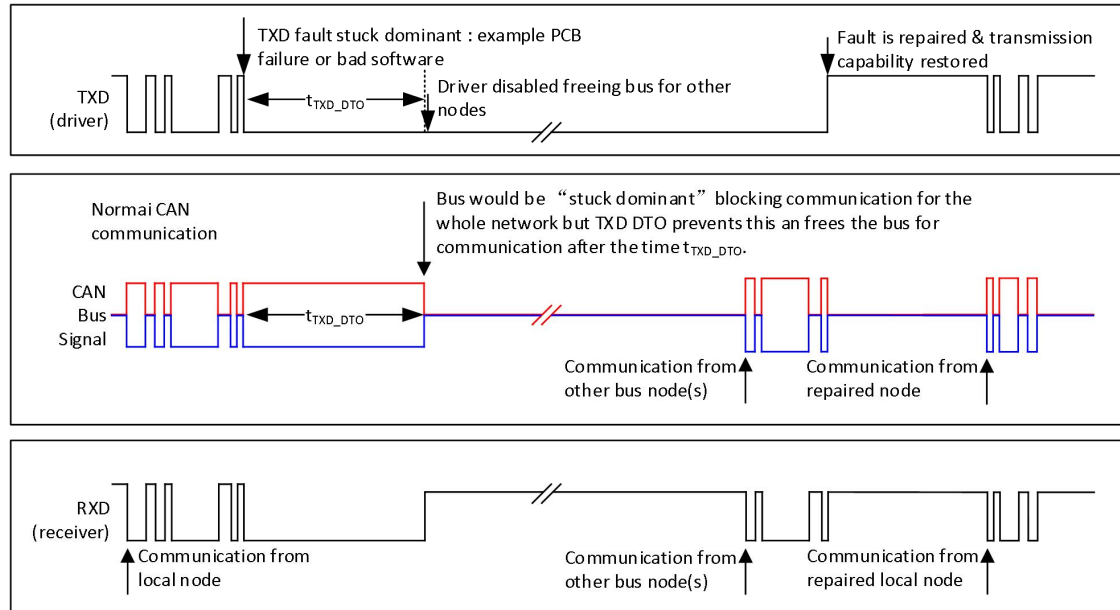 TXD fault stuck dominant : example PCB
failure or bad software
Fault is repaired & transmission
capability restored
TXD
(driver)
tTXD_DTO
Driver disabled freeing bus for other
nodes
Normai CAN
communication
Bus would be “stuck dominant” blocking communication for the
whole network but TXD DTO prevents this an frees the bus for
communication after the time tTXD_DTO.
CAN
Bus
Signal
tTXD_DTO
Communication from
other bus node(s)
Communication from
repaired node
RXD
(receiver)
Communication from
local node
Communication from
other bus node(s)
Communication from
repaired local node